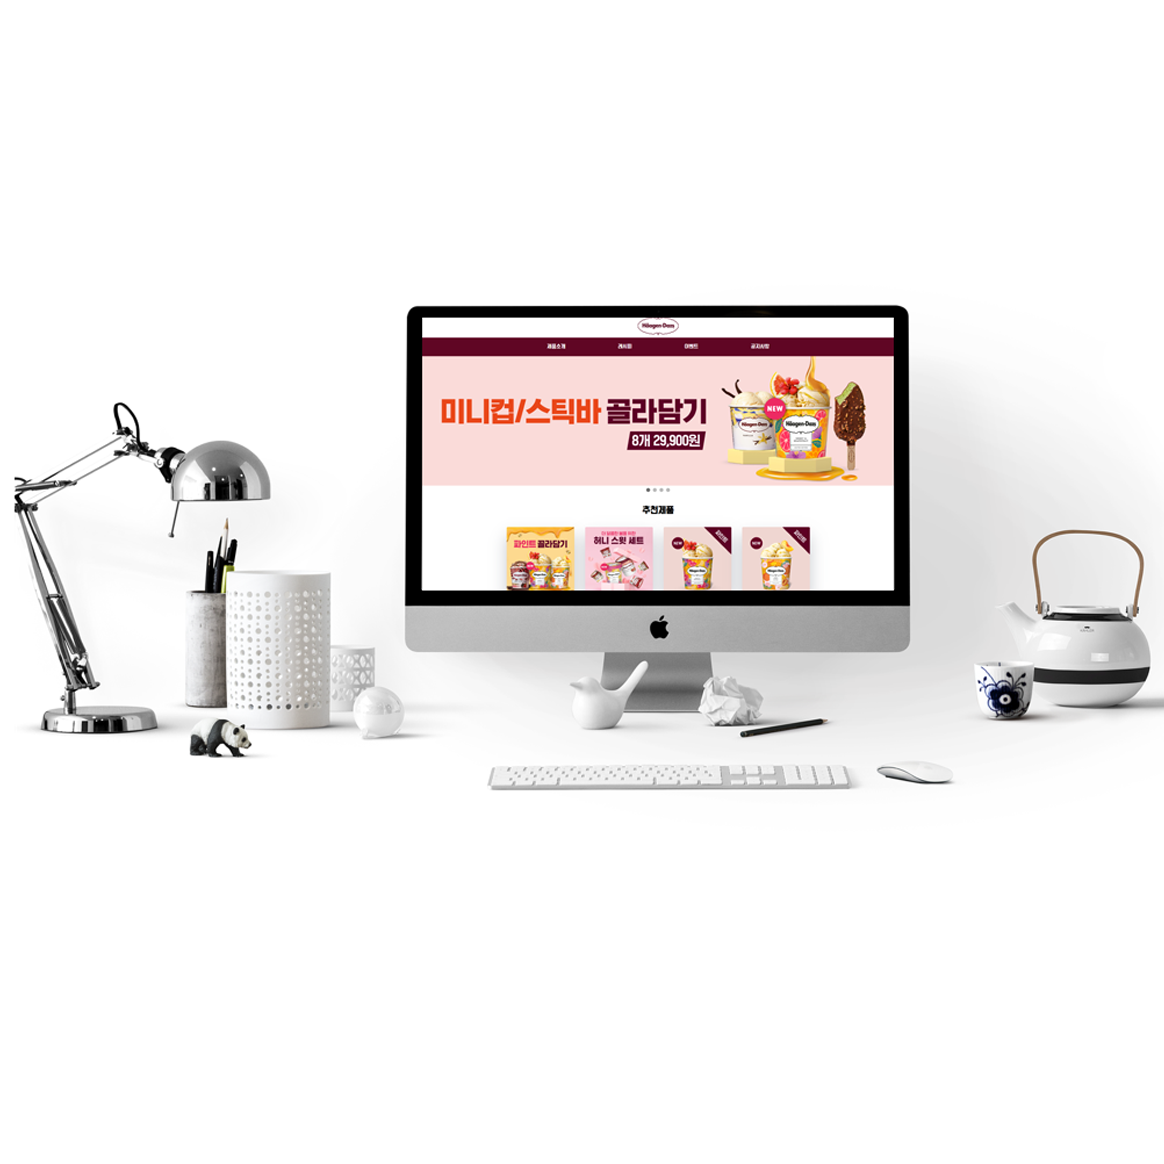 Häagen-Dazs
제품소개 레시피 이벤트 공지사항
미니컵/스틱바 골라담기
8개 29,900원
NEW
Häagen-Dazs
Häagen-Dazs
추천제품
파인트 골라담기
허니 스윗 세트
NEW
NEW